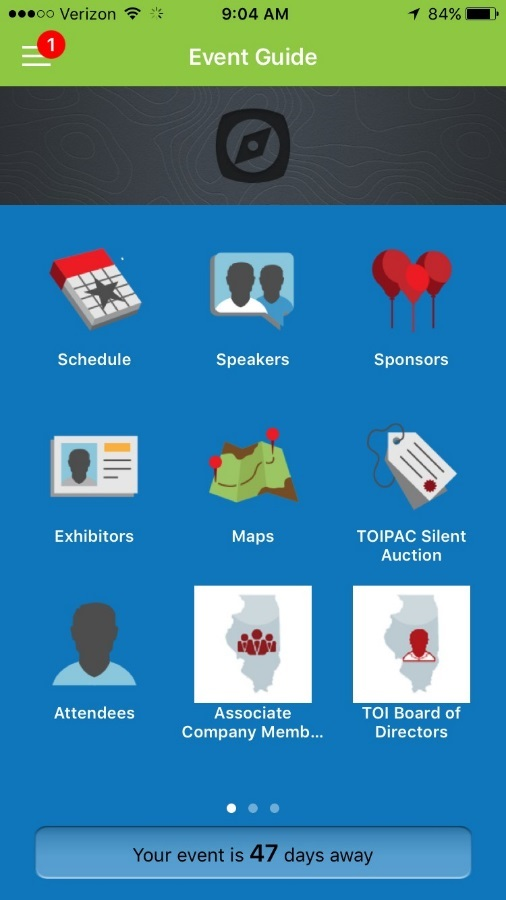 Verizon 9:04 AM 84%
1
Event Guide
Schedule
Speakers
Sponsors
Exhibitors
Maps
TOIPAC Silent
Auction
Attendees
Associate
Company Memb...
TOI Board of
Directors
Your event is 47 days away